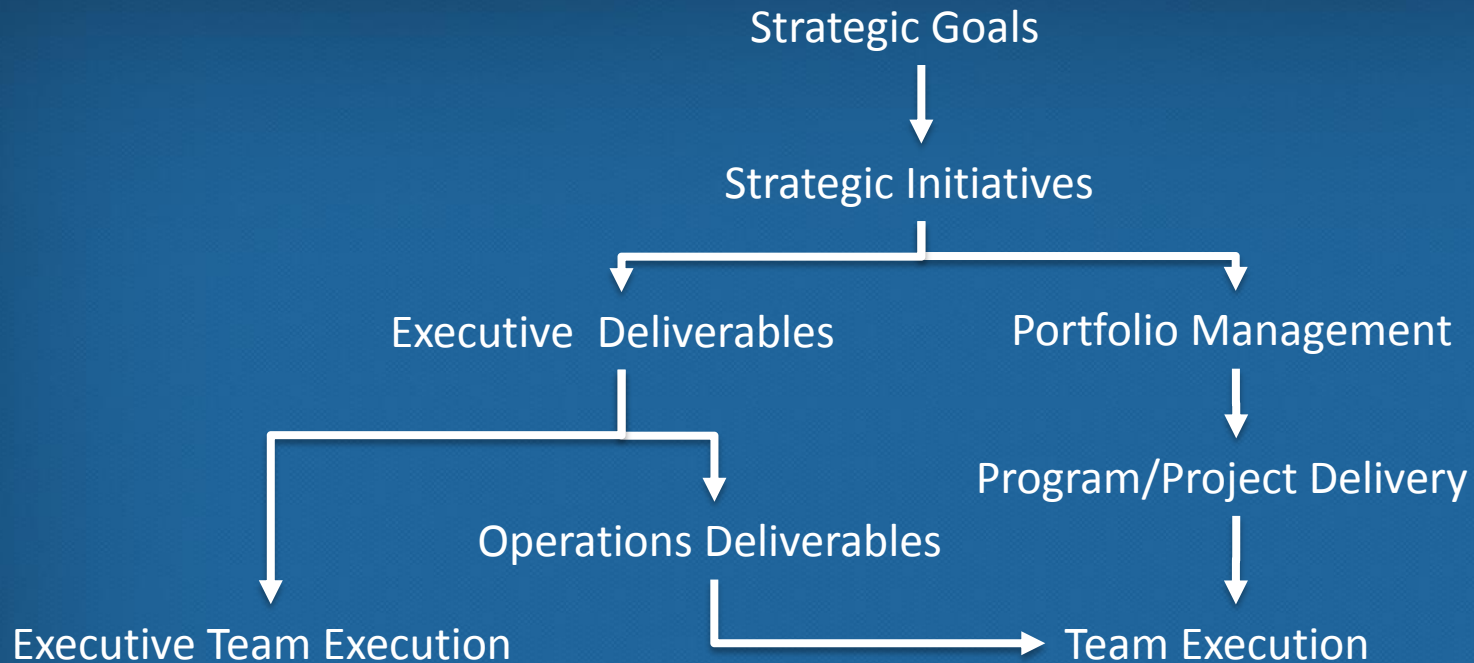 Strategic Goals
Strategic Initiatives
Executive  Deliverables
Portfolio Management
Program/Project Delivery
Operations Deliverables
Executive Team Execution
Team Execution